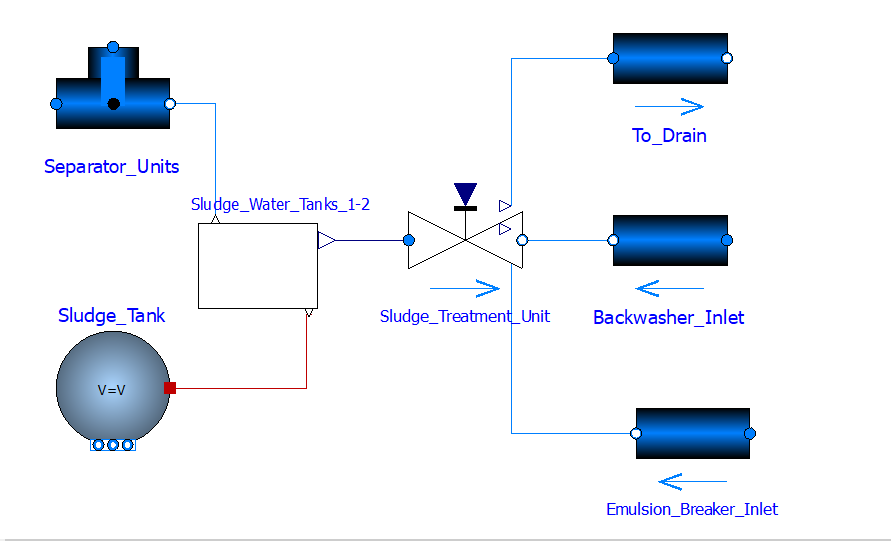 To_Drain
Separator_Units
Sludge_Water_Tanks_1-2
Sludge_Tank
Sludge_Treatment_Unit
Backwasher_Inlet
V=V
Emulsion_Breaker_Inlet